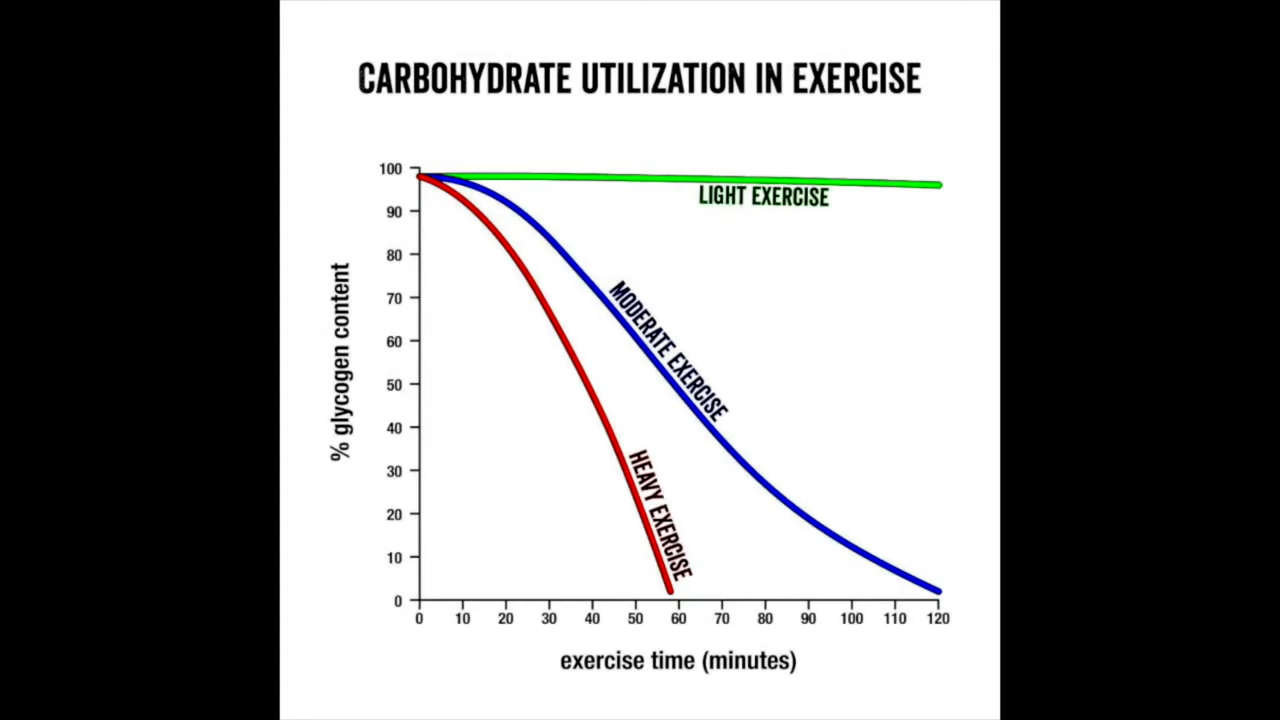 CARBOHYDRATE UTILIZATION IN EXERCISE
100
90
80
70
60
50
40
30
20
10
0
% glycogen content
LIGHT EXERCISE
MODERATE EXERCISE
HEAVY EXERCISE
0 10 20 30 40 50 60 70 80 90 100 110 120
exercise time (minutes)